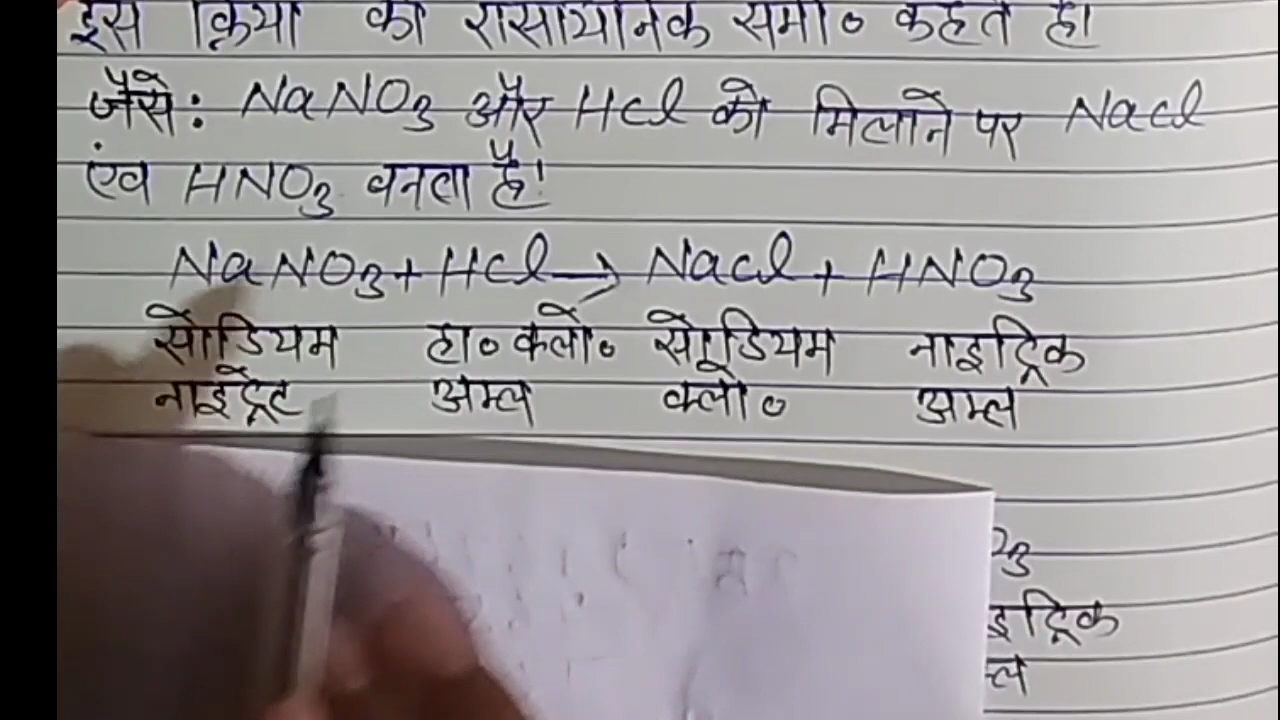 इस क्रिया को रासायनिक समी० कहते है।
जैसे: NaNO3 और HCl को मिलाने पर NaCl
एंव HNO3 बनता है।
NaNO3 + HCl → NaCl + HNO3
सोडियम हा० क्लो० सोडियम नाइट्रिक
नाइट्रेट अम्ल क्लो० अम्ल